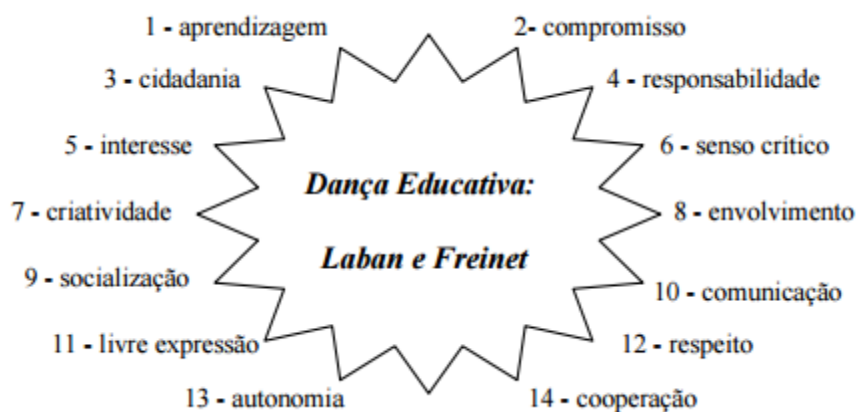 1 - aprendizagem
2- compromisso
3 - cidadania
4 - responsabilidade
5 - interesse
6 - senso crítico
Dança Educativa:
7 - criatividade
8 - envolvimento
Laban e Freinet
9 - socialização
10 - comunicação
11 - livre expressão
12 - respeito
13 - autonomia
14 - cooperação